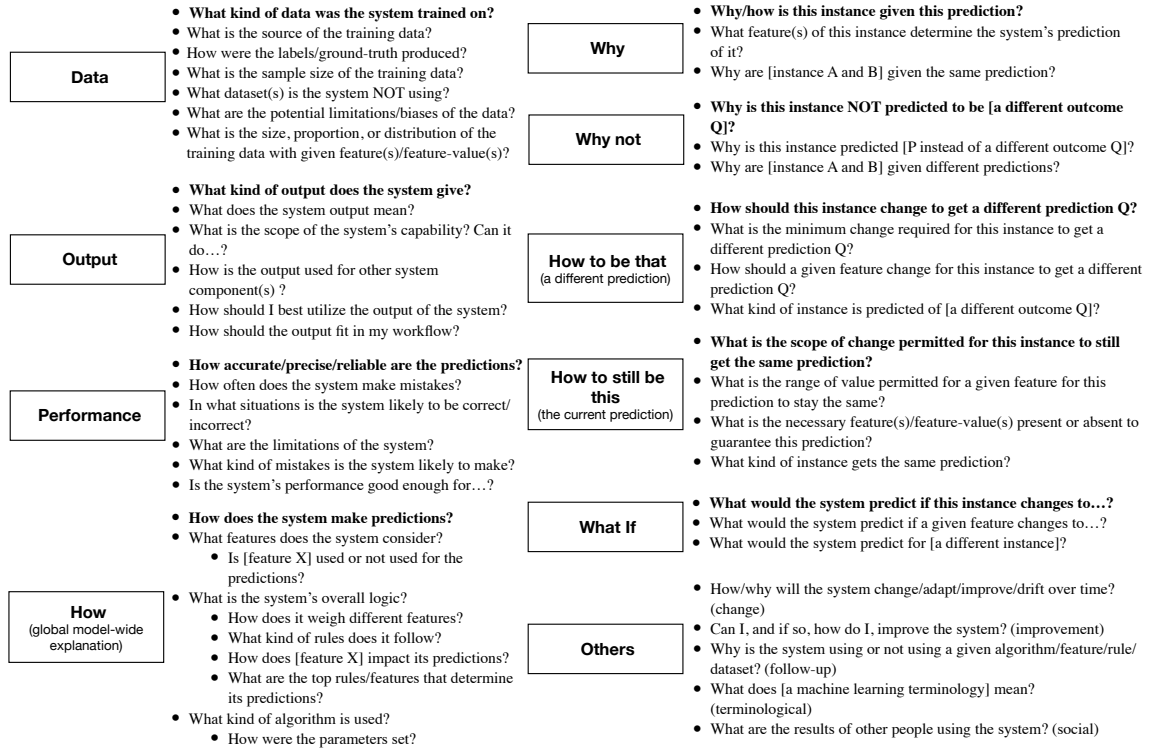 Data
• What kind of data was the system trained on?
• What is the source of the training data?
• How were the labels/ground-truth produced?
• What is the sample size of the training data?
• What dataset(s) is the system NOT using?
• What are the potential limitations/biases of the data?
• What is the size, proportion, or distribution of the
training data with given feature(s)/feature-value(s)?
Output
• What kind of output does the system give?
• What does the system output mean?
• What is the scope of the system’s capability? Can it
do…?
• How is the output used for other system
component(s) ?
• How should I best utilize the output of the system?
• How should the output fit in my workflow?
Performance
• How accurate/precise/reliable are the predictions?
• How often does the system make mistakes?
• In what situations is the system likely to be correct/
incorrect?
• What are the limitations of the system?
• What kind of mistakes is the system likely to make?
• Is the system’s performance good enough for…?
How
(global model-wide
explanation)
• How does the system make predictions?
• What features does the system consider?
• Is [feature X] used or not used for the
predictions?
• What is the system’s overall logic?
• How does it weigh different features?
• What kind of rules does it follow?
• How does [feature X] impact its predictions?
• What are the top rules/features that determine
its predictions?
• What kind of algorithm is used?
• How were the parameters set?
Why
• Why/how is this instance given this prediction?
• What feature(s) of this instance determine the system’s prediction
of it?
• Why are [instance A and B] given the same prediction?
Why not
• Why is this instance NOT predicted to be [a different outcome
Q]?
• Why is this instance predicted [P instead of a different outcome Q]?
• Why are [instance A and B] given different predictions?
How to be that
(a different prediction)
• How should this instance change to get a different prediction Q?
• What is the minimum change required for this instance to get a
different prediction Q?
• How should a given feature change for this instance to get a different
prediction Q?
• What kind of instance is predicted of [a different outcome Q]?
How to still be
this
(the current prediction)
• What is the scope of change permitted for this instance to still
get the same prediction?
• What is the range of value permitted for a given feature for this
prediction to stay the same?
• What is the necessary feature(s)/feature-value(s) present or absent to
guarantee this prediction?
• What kind of instance gets the same prediction?
What If
• What would the system predict if this instance changes to…?
• What would the system predict if a given feature changes to…?
• What would the system predict for [a different instance]?
Others
• How/why will the system change/adapt/improve/drift over time?
(change)
• Can I, and if so, how do I, improve the system? (improvement)
• Why is the system using or not using a given algorithm/feature/rule/
dataset? (follow-up)
• What does [a machine learning terminology] mean?
(terminological)
• What are the results of other people using the system? (social)